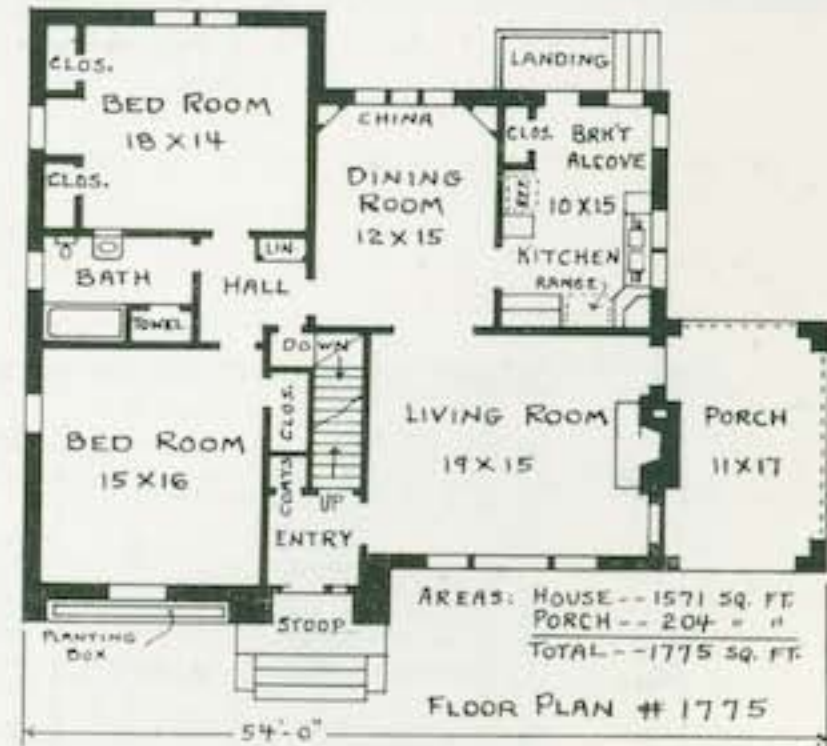 CLOS.
BED ROOM
18 X 14
CLOS.
LANDING
CHINA
DINING
ROOM
12 X 15
CLOS.
BRK'T
ALCOVE
REF.
10 X 15
KITCHEN
RANGE
BATH
TOWEL
LIN.
HALL
DOWN
BED ROOM
15 X 16
CLOS.
COATS
UP
ENTRY
LIVING ROOM
19 X 15
PORCH
11 X 17
STOOP
PLANTING
BOX
AREAS: HOUSE -- 1571 SQ. FT.
PORCH -- 204 " "
TOTAL -- 1775 SQ. FT.
FLOOR PLAN # 1775
54'-0"